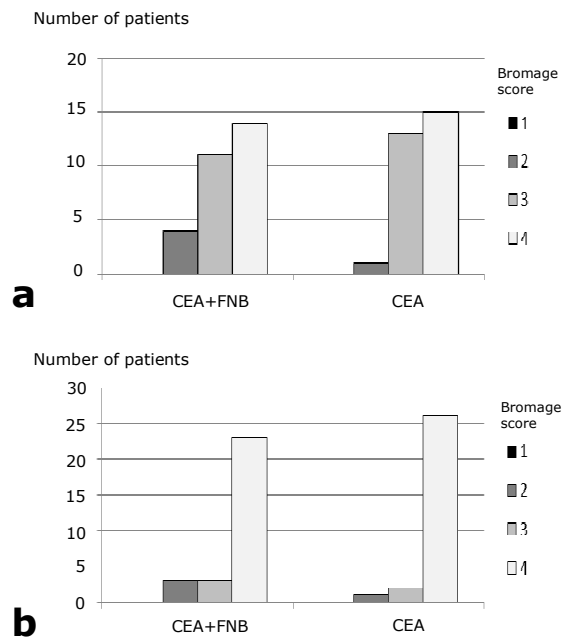 Number of patients
20
15
10
5
0
Bromage
score
1
2
3
4
CEA+FNB CEA
a
Number of patients
30
25
20
15
10
5
0
Bromage
score
1
2
3
4
CEA+FNB CEA
b